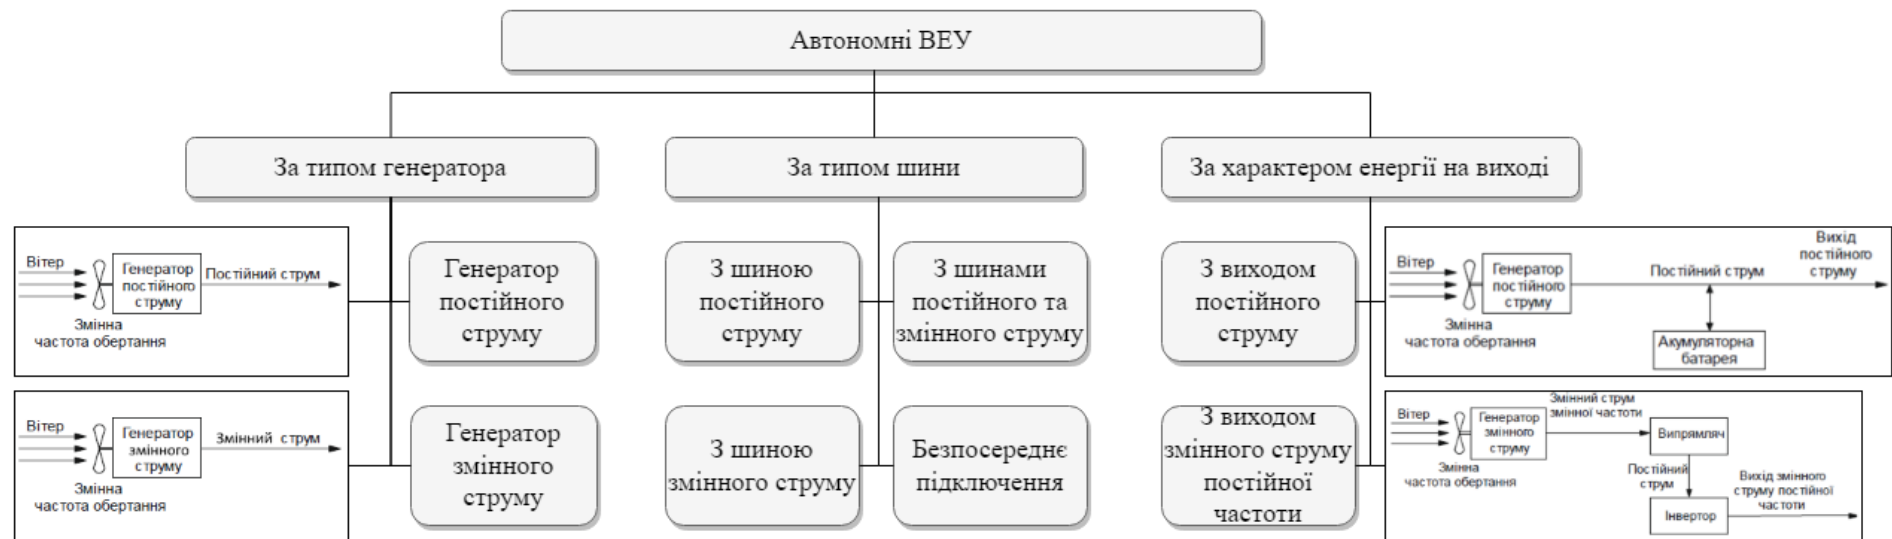 Автономні ВЕУ
За типом генератора
За типом шини
За характером енергії на виході
Вітер
Генератор
постійного
струму
Постійний струм
Змінна
частота обертання
Генератор
постійного
струму
З шиною
постійного
струму
З шинами
постійного та
змінного струму
З виходом
постійного
струму
Вітер
Генератор
постійного
струму
Постійний струм
Вихід
постійного
струму
Змінна
частота обертання
Акумуляторна
батарея
Вітер
Генератор
змінного
струму
Змінний струм
Змінна
частота обертання
Генератор
змінного
струму
З шиною
змінного струму
Безпосереднє
підключення
З виходом
змінного струму
постійної
частоти
Вітер
Генератор
змінного
струму
Змінний струм
змінної частоти
Випрямляч
Змінна
частота обертання
Постійний
струм
Інвертор
Вихід змінного
струму постійної
частоти